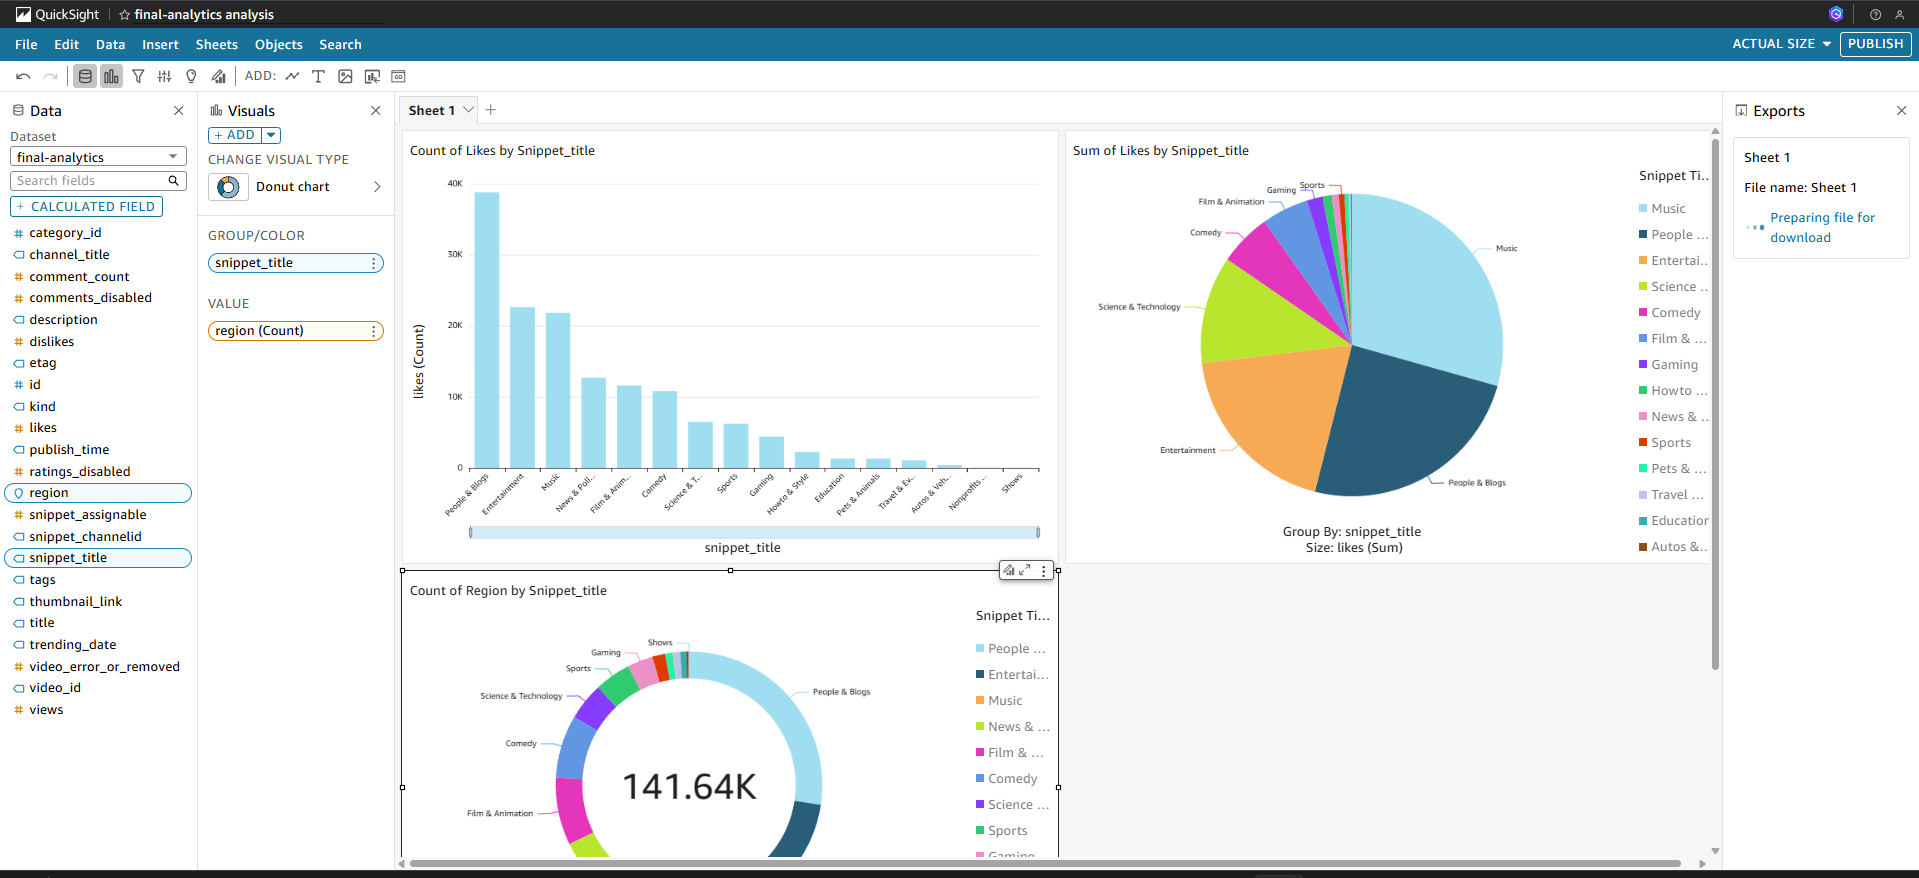 QuickSight
final-analytics analysis
File Edit Data Insert Sheets Objects Search
ACTUAL SIZE
PUBLISH
ADD:
Data
Dataset
final-analytics
Search fields
+ CALCULATED FIELD
category_id
channel_title
comment_count
comments_disabled
description
dislikes
etag
id
kind
likes
publish_time
ratings_disabled
region
snippet_assignable
snippet_channelid
snippet_title
tags
thumbnail_link
title
trending_date
video_error_or_removed
video_id
views
Visuals
+ ADD
CHANGE VISUAL TYPE
Donut chart
GROUP/COLOR
snippet_title
VALUE
region (Count)
Sheet 1
Count of Likes by Snippet_title
40K
30K
20K
10K
0
likes (Count)
People & Blogs
Entertainment
Music
News & Poli...
Film & Anim...
Comedy
Science & T...
Sports
Gaming
Howto & Style
Education
Pets & Animals
Travel & Ev...
Autos & Veh...
Nonprofits ...
Shows
snippet_title
Sum of Likes by Snippet_title
Sports
Gaming
Film & Animation
Comedy
Science & Technology
Entertainment
People & Blogs
Music
Group By: snippet_title
Size: likes (Sum)
Snippet Ti...
Music
People ...
Entertai...
Science ...
Comedy
Film & ...
Gaming
Howto ...
News & ...
Sports
Pets & ...
Travel ...
Education
Autos &...
Count of Region by Snippet_title
Shows
Gaming
Sports
Science & Technology
Comedy
Film & Animation
People & Blogs
141.64K
Snippet Ti...
People ...
Entertai...
Music
News & ...
Film & ...
Comedy
Science ...
Sports
Gaming
Exports
Sheet 1
File name: Sheet 1
Preparing file for
download